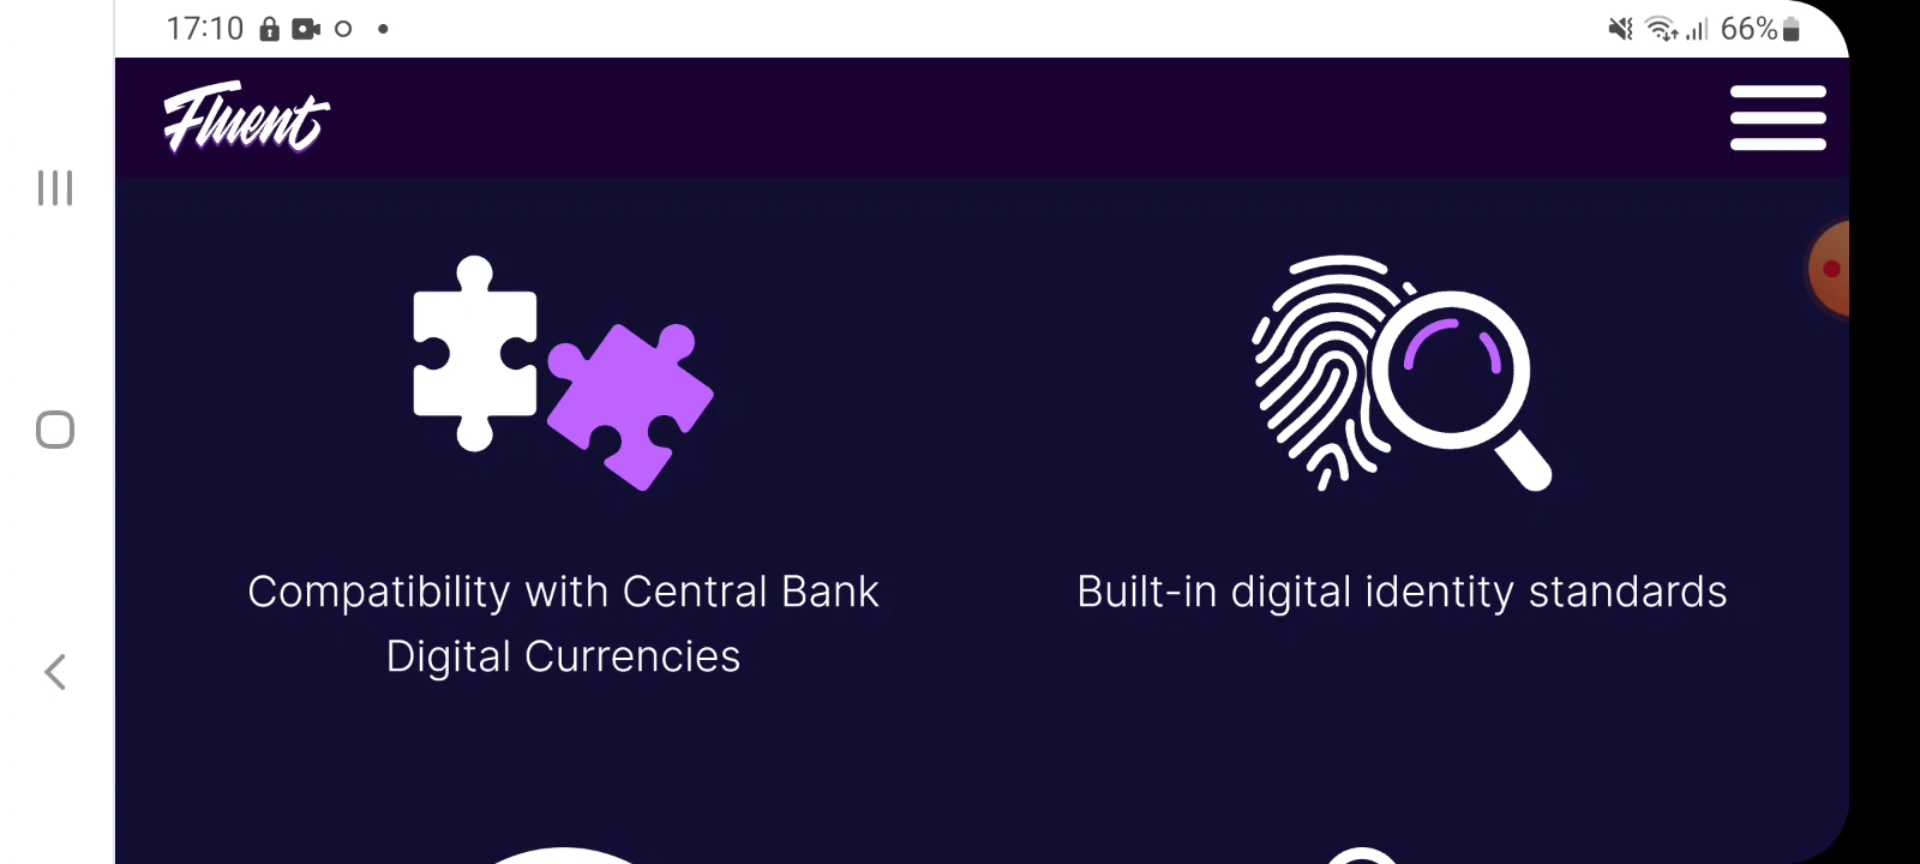 17:10
66%
Fluent
Compatibility with Central Bank
Digital Currencies
Built-in digital identity standards